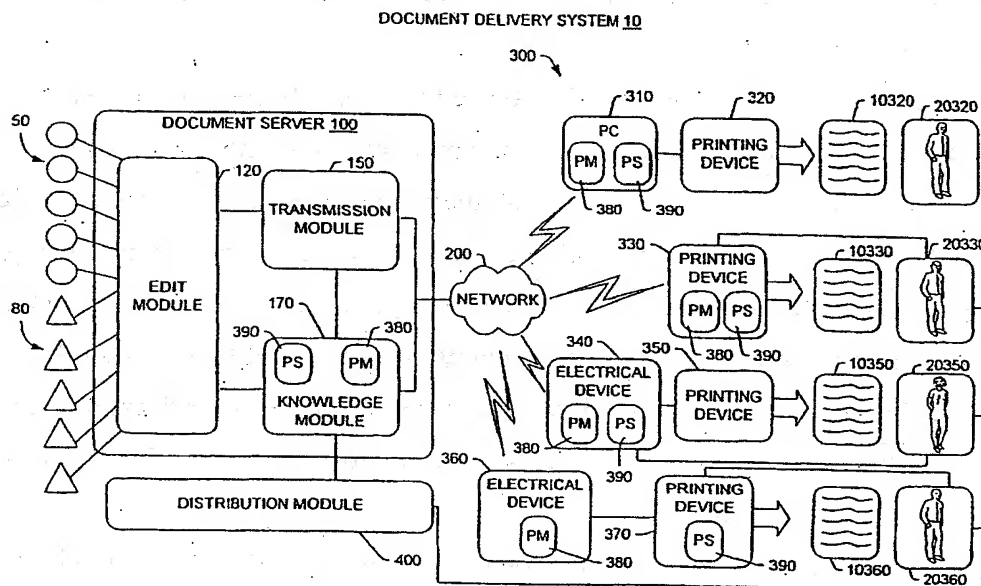 DOCUMENT DELIVERY SYSTEM 10
300
310
320
10320
20320
50
DOCUMENT SERVER 100
120
150
PC
PM
PS
380
390
PRINTING
DEVICE
TRANSMISSION
MODULE
200
NETWORK
330
PRINTING
DEVICE
PM
PS
380
390
10330
20330
EDIT
MODULE
80
170
390
380
PS
PM
KNOWLEDGE
MODULE
340
ELECTRICAL
DEVICE
PM
PS
380
390
350
PRINTING
DEVICE
10350
20350
360
ELECTRICAL
DEVICE
PM
380
PRINTING
DEVICE
370
PS
390
10360
20360
DISTRIBUTION MODULE
400